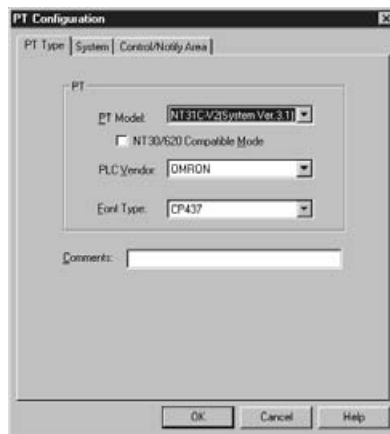 PT Configuration
PT Type System Control/Notify Area
PT
PT Model: NT31C-V2(System Ver.3.1)
NT30/620 Compatible Mode
PLC Vendor: OMRON
Font Type: CP437
Comments:
OK Cancel Help